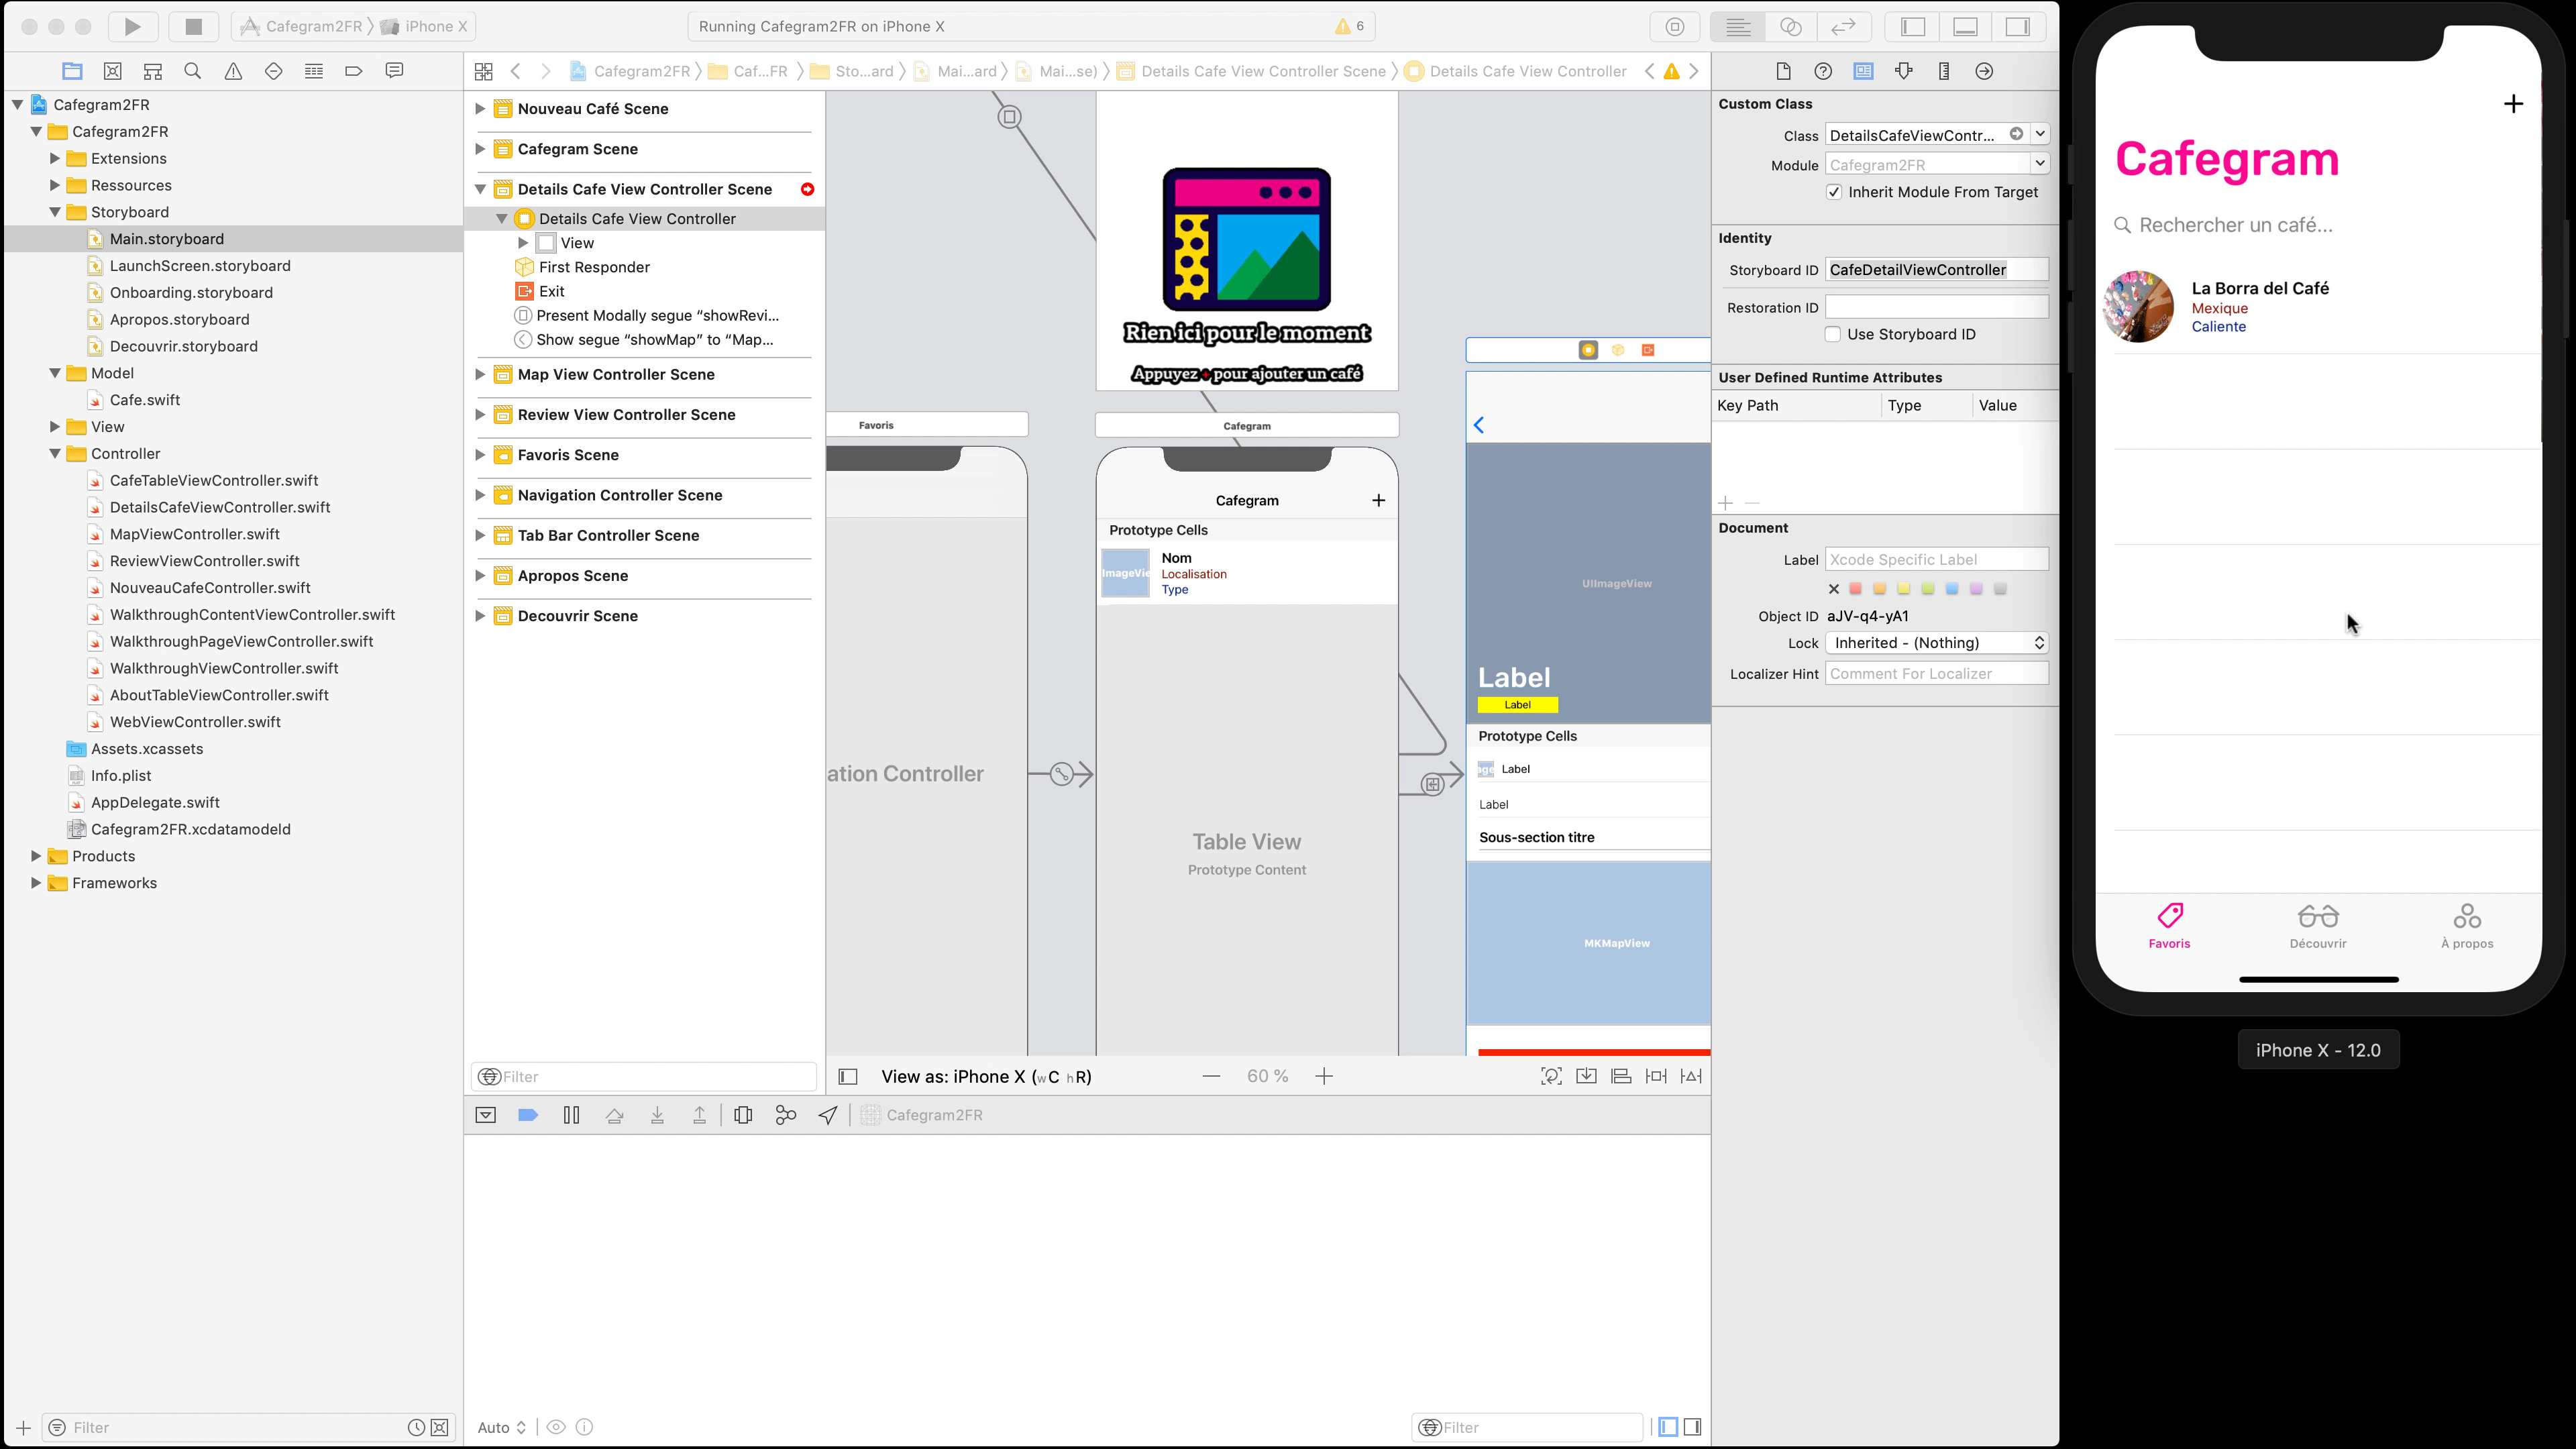 Cafegram2FR
iPhone X
Running Cafegram2FR on iPhone X
6
Cafegram2FR
Cafegram2FR
Extensions
Ressources
Storyboard
Main.storyboard
LaunchScreen.storyboard
Onboarding.storyboard
Apropos.storyboard
Decouvrir.storyboard
Model
Cafe.swift
View
Controller
CafeTableViewController.swift
DetailsCafeViewController.swift
MapViewController.swift
ReviewViewController.swift
NouveauCafeController.swift
WalkthroughContentViewController.swift
WalkthroughPageViewController.swift
WalkthroughViewController.swift
AboutTableViewController.swift
WebViewController.swift
Assets.xcassets
Info.plist
AppDelegate.swift
Cafegram2FR.xcdatamodeld
Products
Frameworks
Filter
Cafegram2FR
Caf...FR
Sto...ard
Mai...ard
Mai...se)
Details Cafe View Controller Scene
Details Cafe View Controller
Nouveau Café Scene
Cafegram Scene
Details Cafe View Controller Scene
Details Cafe View Controller
View
First Responder
Exit
Present Modally segue “showRevi...
Show segue “showMap” to “Map...
Map View Controller Scene
Review View Controller Scene
Favoris Scene
Navigation Controller Scene
Tab Bar Controller Scene
Apropos Scene
Decouvrir Scene
Filter
Rien ici pour le moment
Appuyez + pour ajouter un café
Favoris
ation Controller
Cafegram
Cafegram
Prototype Cells
ImageVie
Nom
Localisation
Type
Table View
Prototype Content
UIImageView
Label
Label
Prototype Cells
Label
Label
Sous-section titre
MKMapView
View as: iPhone X (wC hR)
60 %
Cafegram2FR
Auto
Filter
Custom Class
Class
DetailsCafeViewContr...
Module
Cafegram2FR
Inherit Module From Target
Identity
Storyboard ID
CafeDetailViewController
Restoration ID
Use Storyboard ID
User Defined Runtime Attributes
Key Path
Type
Value
Document
Label
Xcode Specific Label
Object ID
aJV-q4-yA1
Lock
Inherited - (Nothing)
Localizer Hint
Comment For Localizer
Cafegram
Rechercher un café...
La Borra del Café
Mexique
Caliente
Favoris
Découvrir
À propos
iPhone X - 12.0